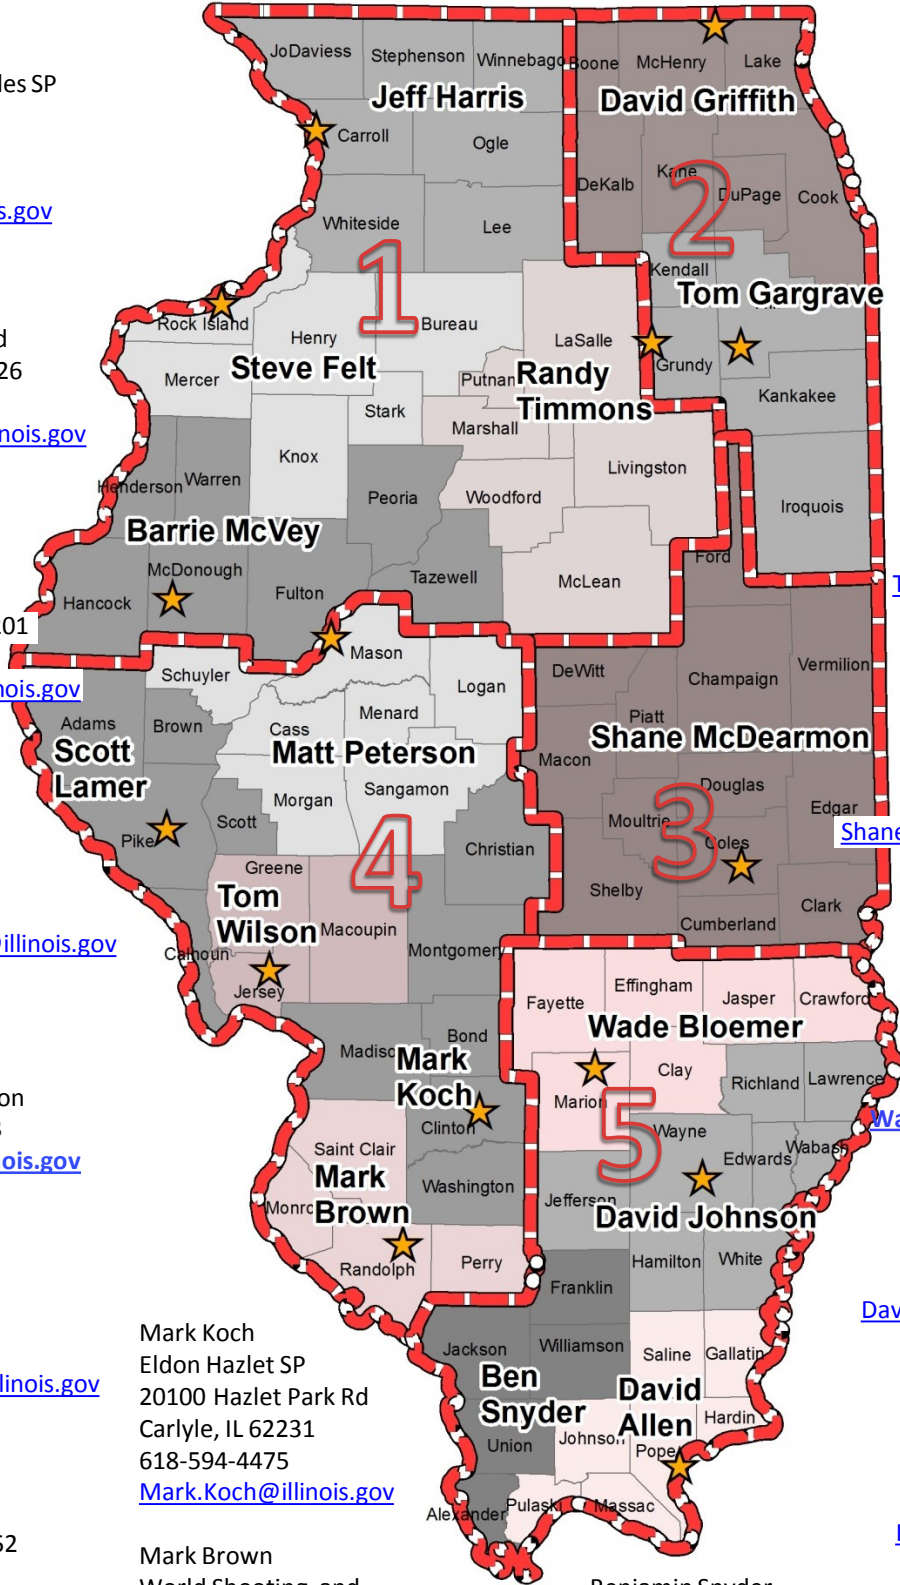 JoDaviess
Stephenson
Winnebago
Boone
McHenry
Lake
les SP
Jeff Harris
David Griffith
Carroll
Ogle
Kane
DeKalb
DuPage
Cook
s.gov
2
Whiteside
Lee
Kendall
1
Tom Gargrave
Rock Island
Henry
Bureau
LaSalle
d
26
Mercer
Steve Felt
Putnam
Randy
Timmons
Grundy
Kankakee
Stark
Marshall
nois.gov
Knox
Livingston
Henderson
Warren
Peoria
Woodford
Iroquois
Barrie McVey
Ford
McDonough
Tazewell
McLean
Hancock
Fulton
T
201
Mason
Schuyler
Logan
DeWitt
Champaign
Vermilion
nois.gov
Adams
Brown
Cass
Menard
Piatt
Scott
Lamer
Matt Peterson
Shane McDearmon
Macon
Sangamon
Douglas
Morgan
Edgar
Pike
Scott
Moultrie
3
Coles
Shane
4
Christian
Greene
Shelby
Clark
Tom
Wilson
Macoupin
Cumberland
@illinois.gov
Calhoun
Montgomery
Jersey
Effingham
Fayette
Jasper
Crawford
Wade Bloemer
Bond
Madison
Mark
Koch
Clay
Richland
Lawrence
on
Marion
5
Wa
Clinton
Wayne
Edwards
Wabash
Saint Clair
ois.gov
Mark
Brown
Washington
Jefferson
Monroe
David Johnson
Randolph
Perry
Hamilton
White
Franklin
Dav
Mark Koch
Eldon Hazlet SP
20100 Hazlet Park Rd
Carlyle, IL 62231
618-594-4475
Mark.Koch@illinois.gov
linois.gov
Jackson
Williamson
Saline
Gallatin
Ben
Snyder
David
Allen
Hardin
Union
Johnson
Pope
Alexander
Pulaski
Massac
52
Mark Brown
World Shooting and
Benjamin Snyder